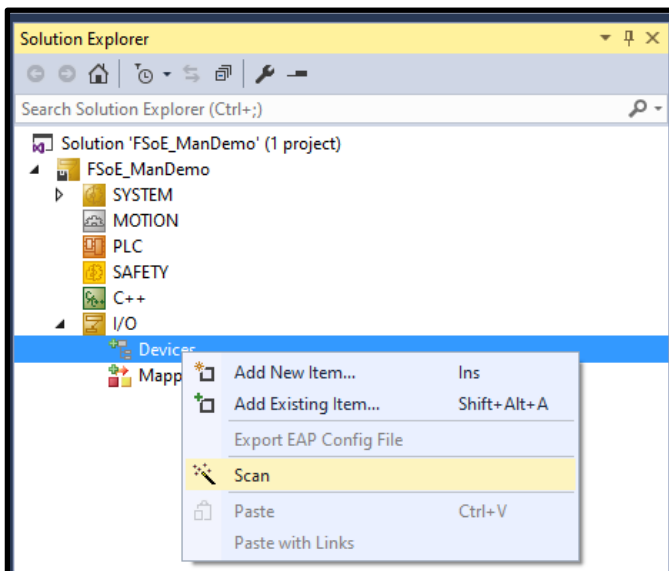 Solution Explorer
Search Solution Explorer (Ctrl+;)
Solution 'FSoE_ManDemo' (1 project)
FSoE_ManDemo
SYSTEM
MOTION
PLC
SAFETY
C++
I/O
Devices
Mapp
Add New Item... Ins
Add Existing Item... Shift+Alt+A
Export EAP Config File
Scan
Paste Ctrl+V
Paste with Links